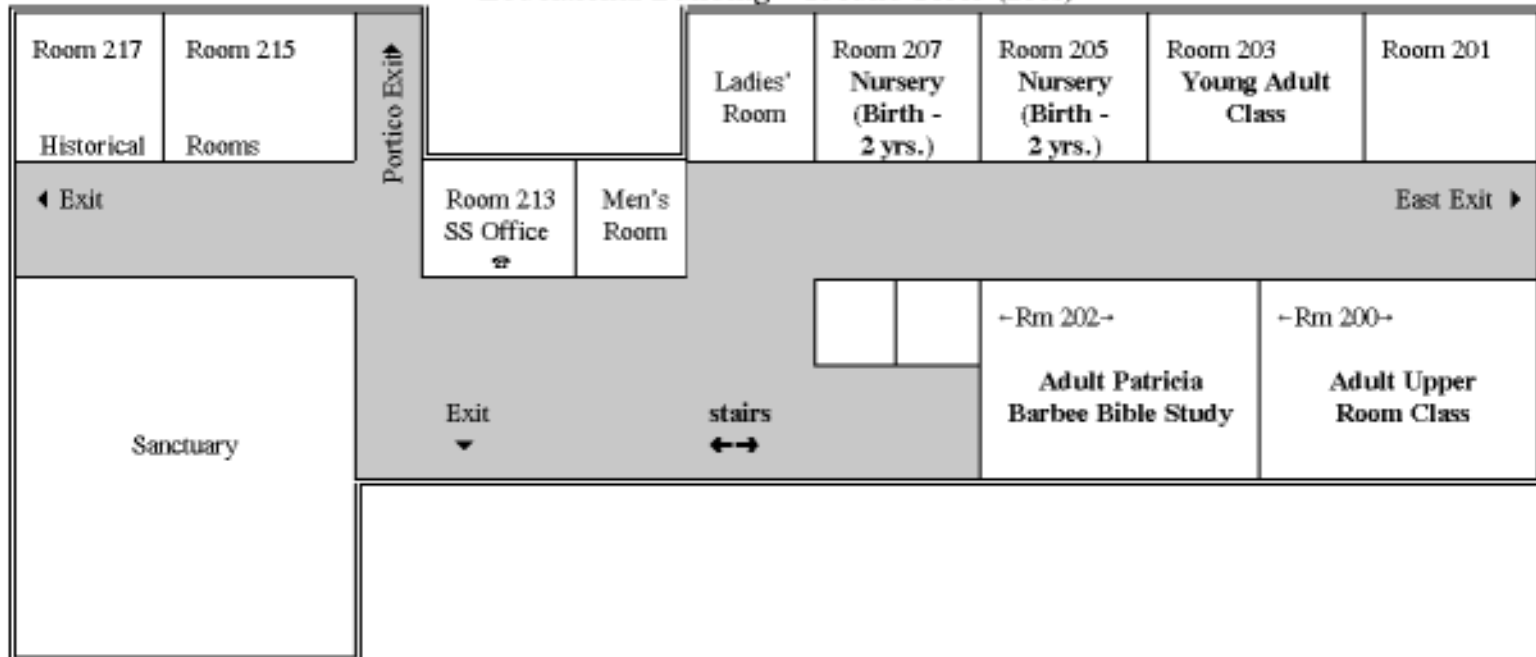 Room 217
Historical
Room 215
Rooms
Portico Exit
Ladies'
Room
Room 207
Nursery
(Birth -
2 yrs.)
Room 205
Nursery
(Birth -
2 yrs.)
Room 203
Young Adult
Class
Room 201
Exit
Room 213
SS Office
Men's
Room
East Exit
←Rm 202→
Adult Patricia
Barbee Bible Study
←Rm 200→
Adult Upper
Room Class
Sanctuary
Exit
stairs